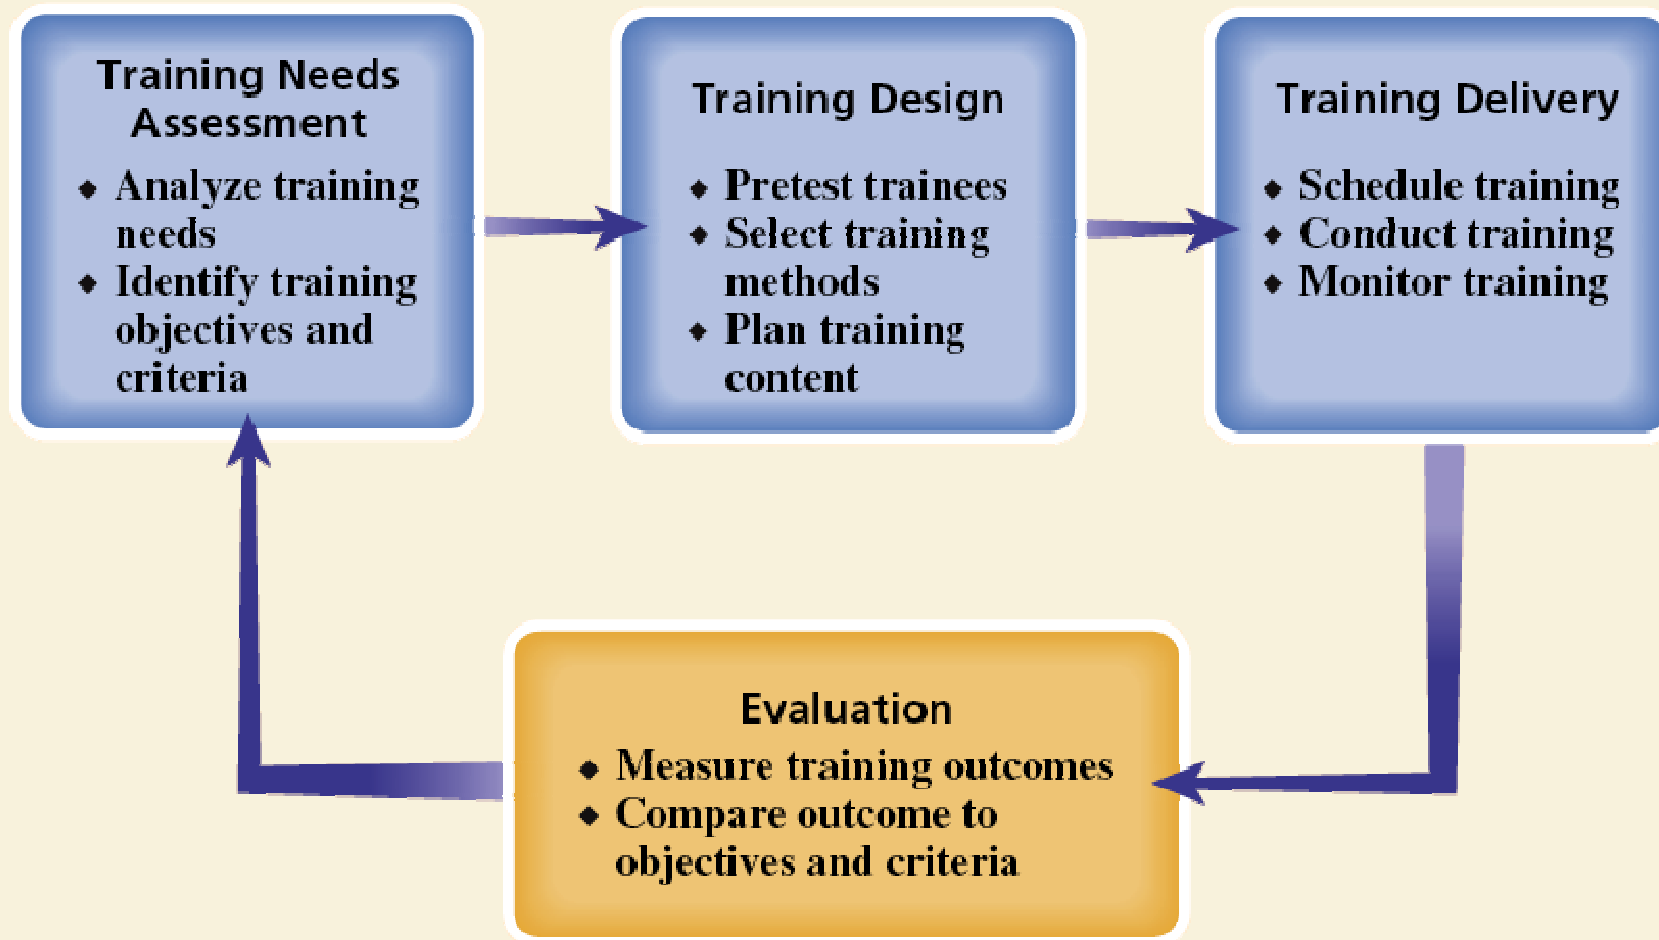 Training Needs
Assessment
◆ Analyze training
needs
◆ Identify training
objectives and
criteria
Training Design
◆ Pretest trainees
◆ Select training
methods
◆ Plan training
content
Training Delivery
◆ Schedule training
◆ Conduct training
◆ Monitor training
Evaluation
◆ Measure training outcomes
◆ Compare outcome to
objectives and criteria